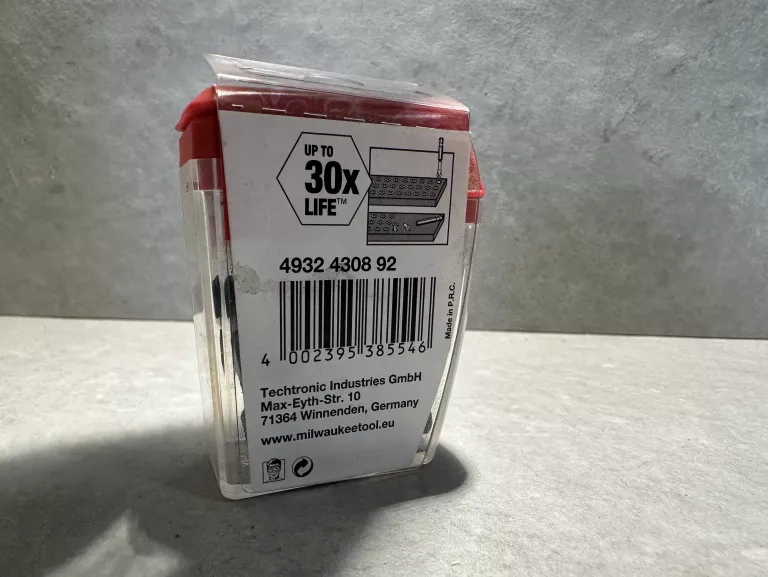 UP TO
30x
LIFE™
4932 4308 92
4 002395 385546
Made in P.R.C.
Techtronic Industries GmbH
Max-Eyth-Str. 10
71364 Winnenden, Germany
www.milwaukeetool.eu